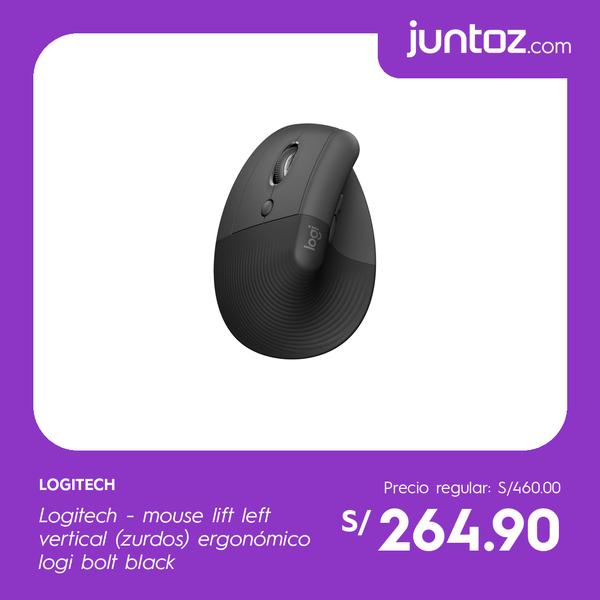 juntoz.com
logi
LOGITECH
Logitech - mouse lift left
vertical (zurdos) ergonómico
logi bolt black
Precio regular: S/460.00
S/ 264.90